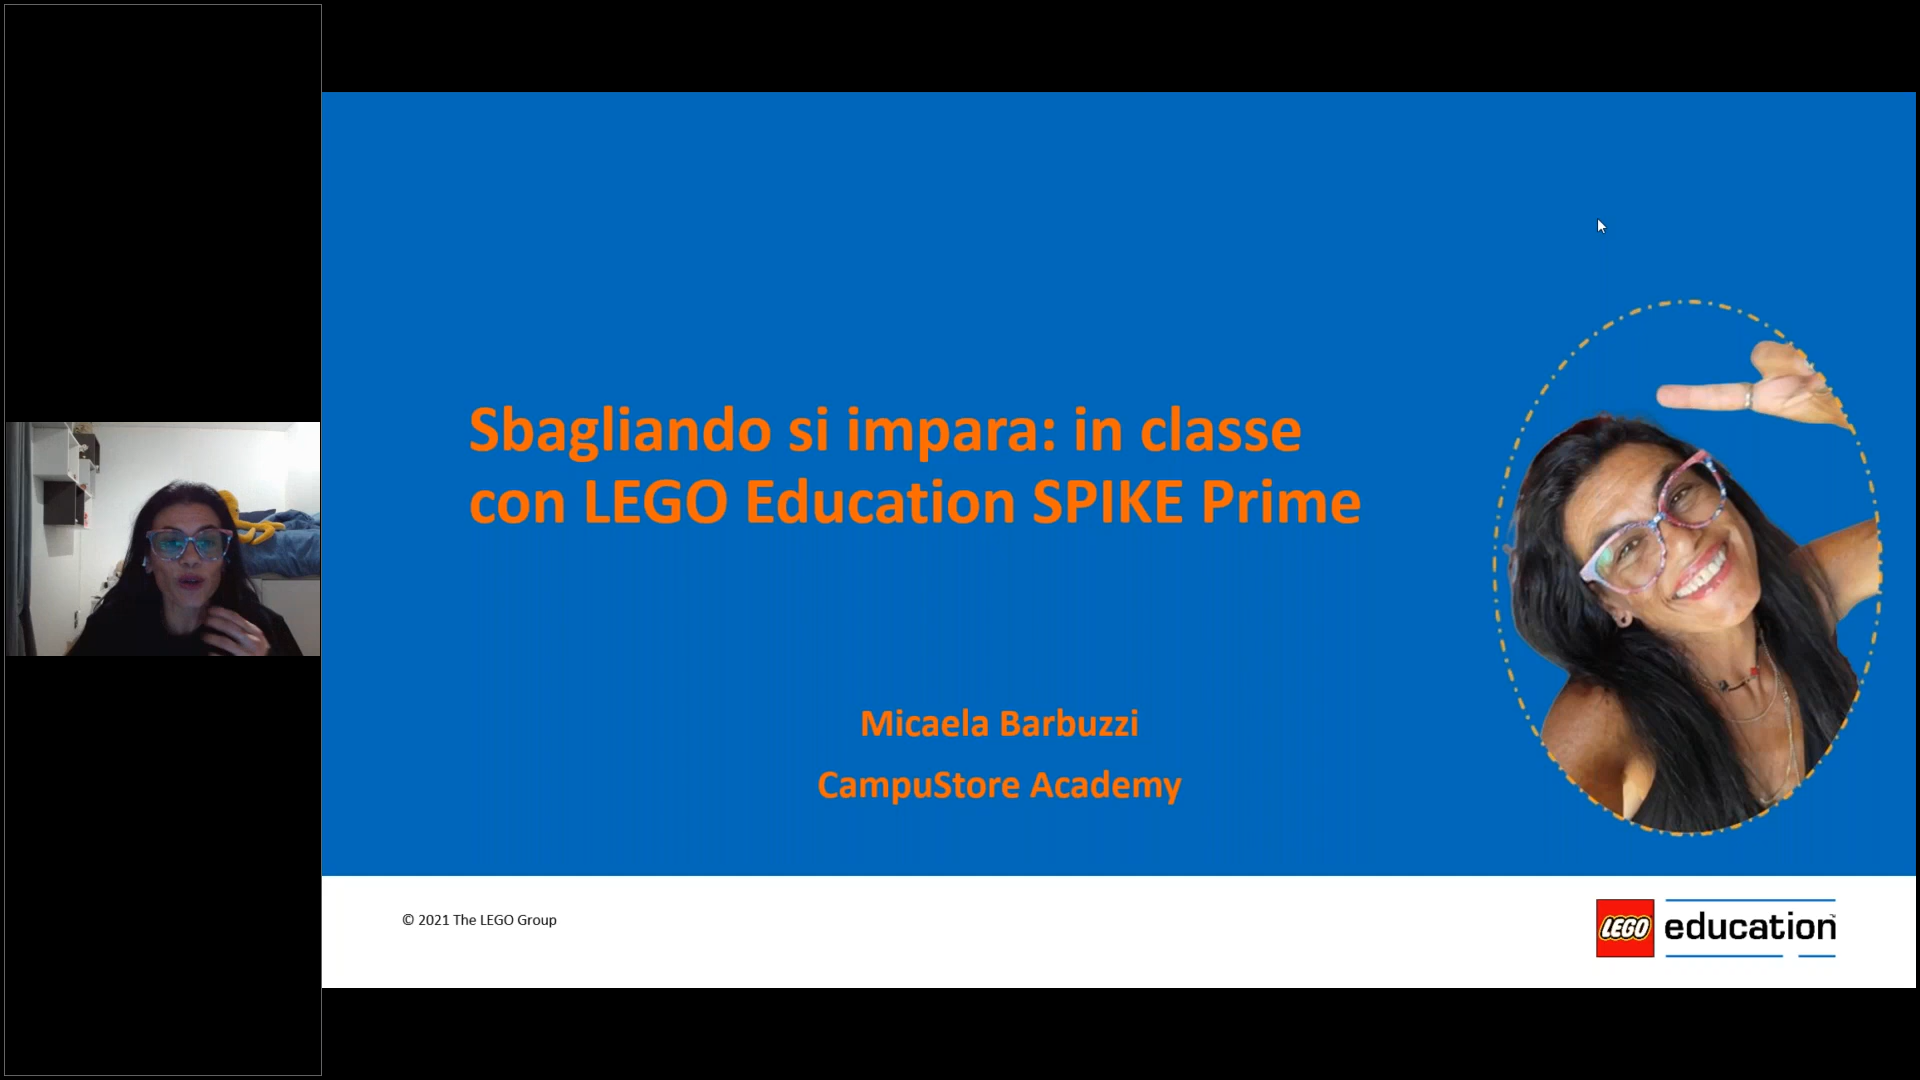 Sbagliando si impara: in classe
con LEGO Education SPIKE Prime
Micaela Barbuzzi
CampuStore Academy
© 2021 The LEGO Group
LEGO education™